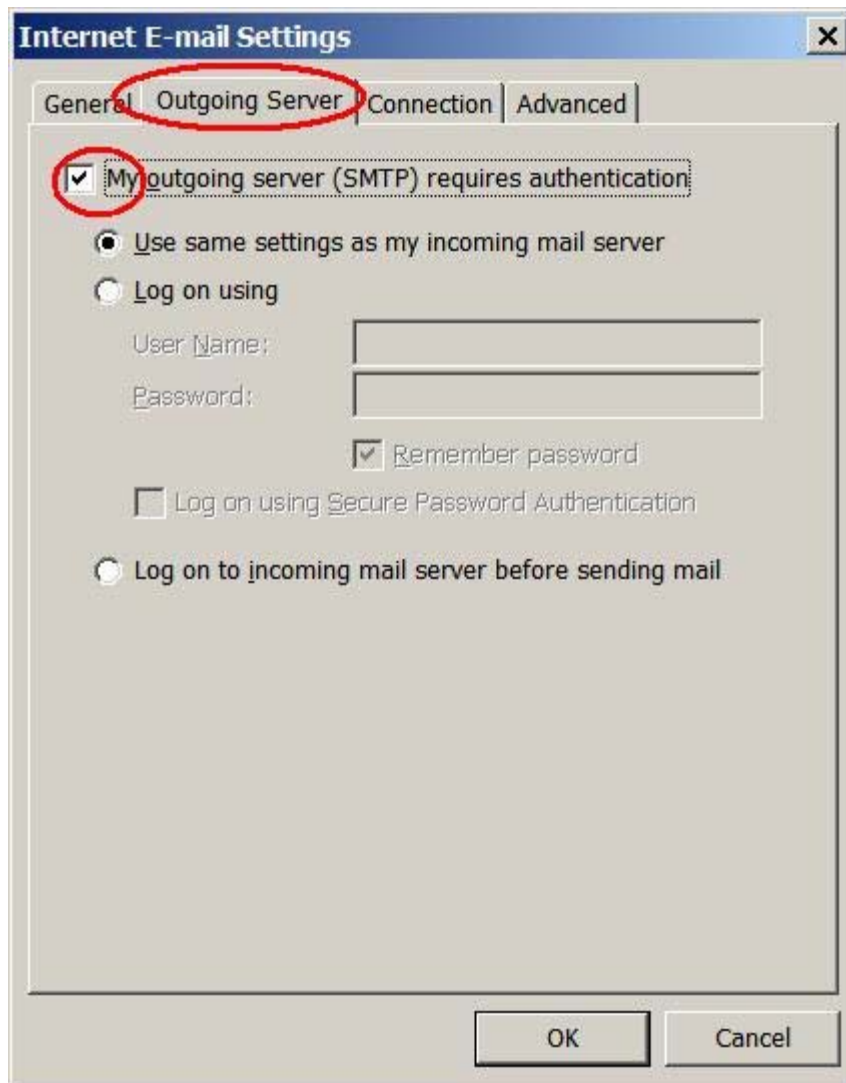 Internet E-mail Settings
General Outgoing Server Connection Advanced
My outgoing server (SMTP) requires authentication
Use same settings as my incoming mail server
Log on using
User Name:
Password:
Remember password
Log on using Secure Password Authentication
Log on to incoming mail server before sending mail
OK Cancel